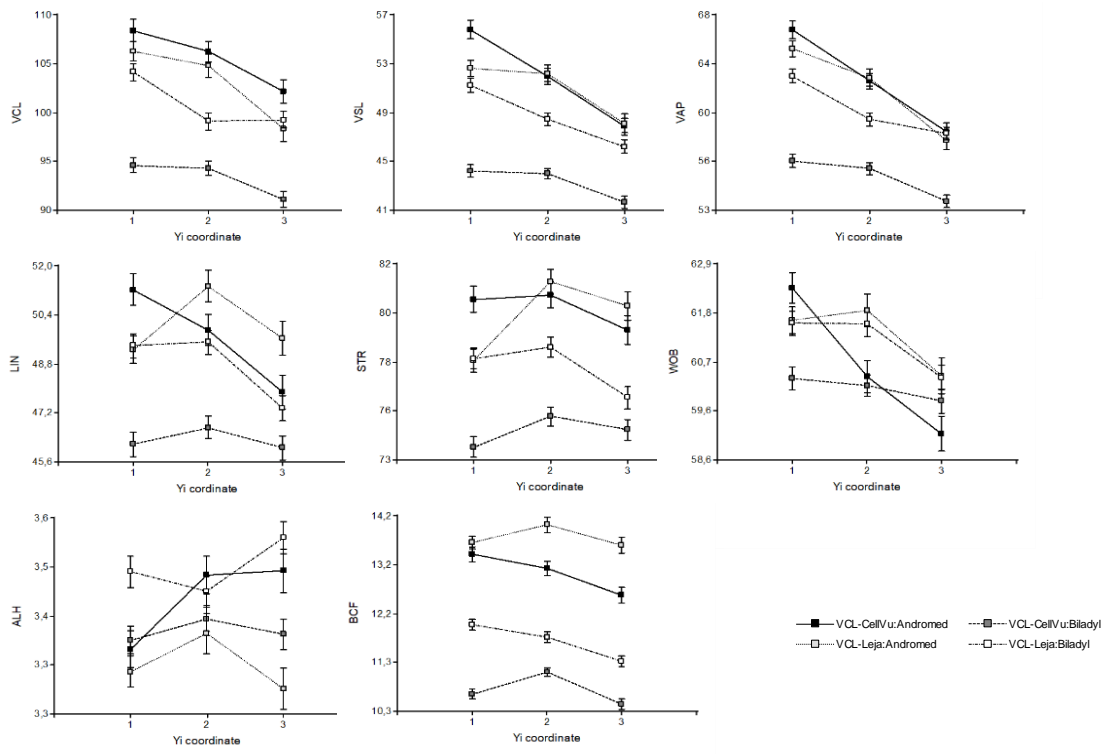 110
105
100
95
90
VCL
1 2 3
Yi coordinate
57
53
49
45
41
VSL
1 2 3
Yi coordinate
68
64
60
56
53
VAP
1 2 3
Yi coordinate
52,0
50,4
48,8
47,2
45,6
LIN
1 2 3
Yi coordinate
82
80
78
76
73
STR
1 2 3
Yi coordinate
62,9
61,8
60,7
59,6
58,6
WOB
1 2 3
Yi coordinate
3,6
3,5
3,4
3,3
3,3
ALH
1 2 3
Yi coordinate
14,2
13,2
12,2
11,3
10,3
BCF
1 2 3
Yi coordinate
VCL-CellVu:Andromed VCL-CellVu:Biladyl
VCL-Leja:Andromed VCL-Leja:Biladyl